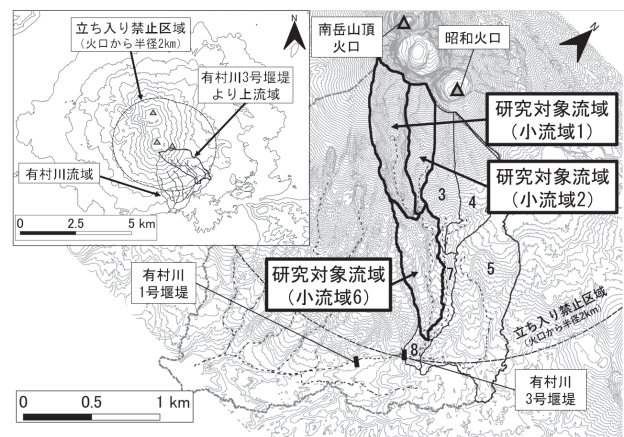 立ち入り禁止区域
(火口から半径2km)
有村川3号堰堤
より上流域
有村川流域
0 2.5 5 km
N
南岳山頂
火口
昭和火口
N
研究対象流域
(小流域1)
研究対象流域
(小流域2)
3
4
5
研究対象流域
(小流域6)
7
8
有村川
1号堰堤
立ち入り禁止区域
(火口から半径2km)
有村川
3号堰堤
0 0.5 1 km